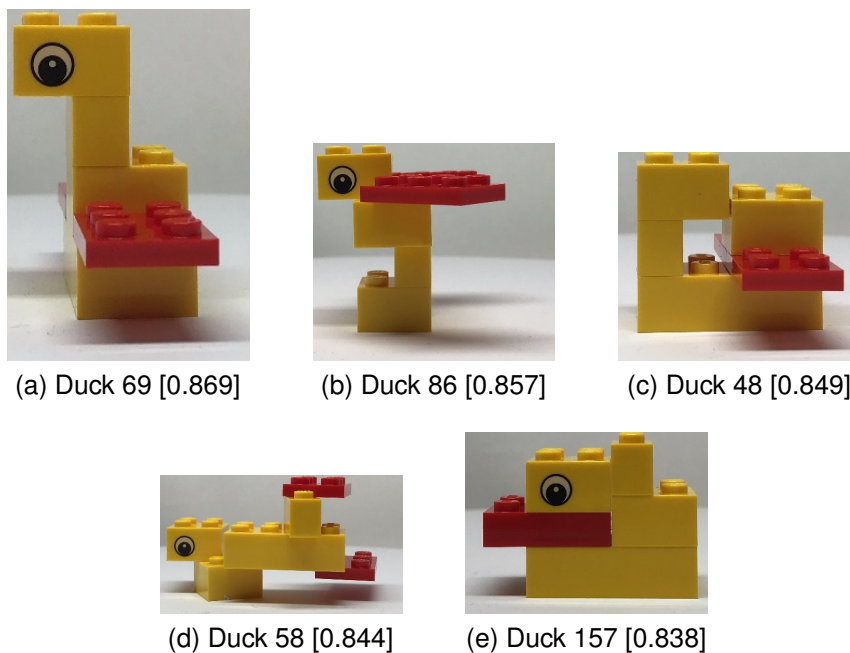 (a) Duck 69 [0.869]
(b) Duck 86 [0.857]
(c) Duck 48 [0.849]
(d) Duck 58 [0.844]
(e) Duck 157 [0.838]